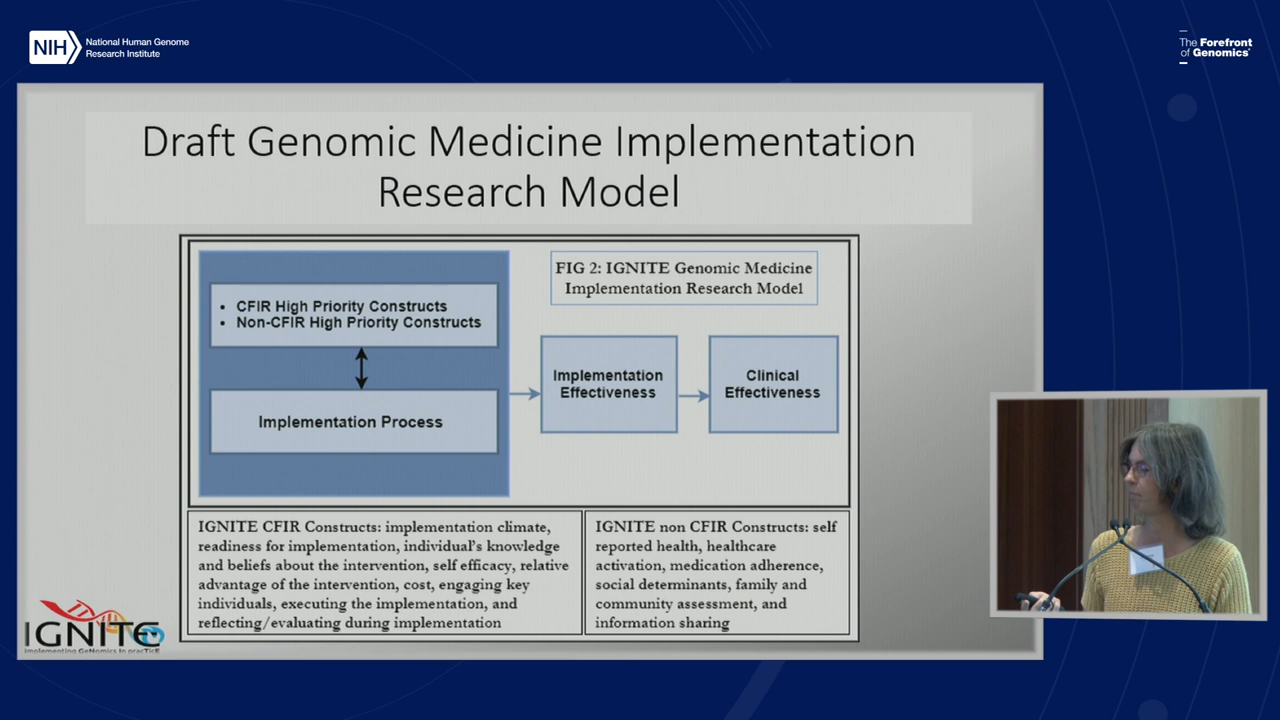 NIH
National Human Genome
Research Institute
The Forefront
of Genomics®
Draft Genomic Medicine Implementation
Research Model
• CFIR High Priority Constructs
• Non-CFIR High Priority Constructs
Implementation Process
FIG 2: IGNITE Genomic Medicine
Implementation Research Model
Implementation
Effectiveness
Clinical
Effectiveness
IGNITE CFIR Constructs: implementation climate,
readiness for implementation, individual's knowledge
and beliefs about the intervention, self efficacy, relative
advantage of the intervention, cost, engaging key
individuals, executing the implementation, and
reflecting/evaluating during implementation
IGNITE non CFIR Constructs: self
reported health, healthcare
activation, medication adherence,
social determinants, family and
community assessment, and
information sharing
IGNITE
Implementing GeNomics In pracTicE